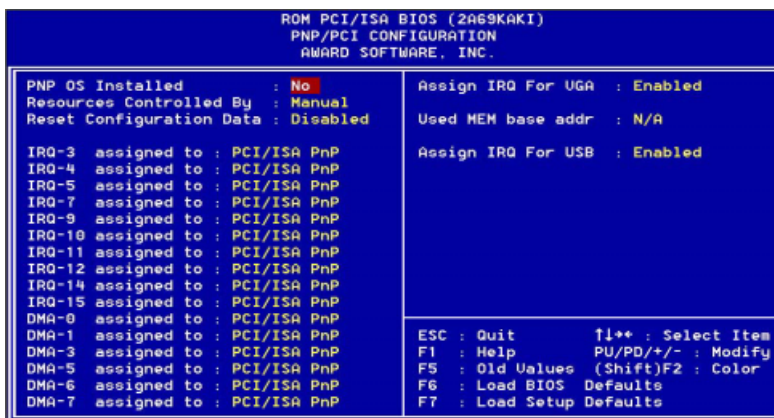 ROM PCI/ISA BIOS (2A69KAKI)
PNP/PCI CONFIGURATION
AWARD SOFTWARE, INC.
PNP OS Installed : No
Resources Controlled By : Manual
Reset Configuration Data : Disabled
IRQ-3 assigned to : PCI/ISA PnP
IRQ-4 assigned to : PCI/ISA PnP
IRQ-5 assigned to : PCI/ISA PnP
IRQ-7 assigned to : PCI/ISA PnP
IRQ-9 assigned to : PCI/ISA PnP
IRQ-10 assigned to : PCI/ISA PnP
IRQ-11 assigned to : PCI/ISA PnP
IRQ-12 assigned to : PCI/ISA PnP
IRQ-14 assigned to : PCI/ISA PnP
IRQ-15 assigned to : PCI/ISA PnP
DMA-0 assigned to : PCI/ISA PnP
DMA-1 assigned to : PCI/ISA PnP
DMA-3 assigned to : PCI/ISA PnP
DMA-5 assigned to : PCI/ISA PnP
DMA-6 assigned to : PCI/ISA PnP
DMA-7 assigned to : PCI/ISA PnP
Assign IRQ For VGA : Enabled
Used MEM base addr : N/A
Assign IRQ For USB : Enabled
ESC : Quit ↑↓→← : Select Item
F1 : Help PU/PD/+/- : Modify
F5 : Old Values (Shift)F2 : Color
F6 : Load BIOS Defaults
F7 : Load Setup Defaults